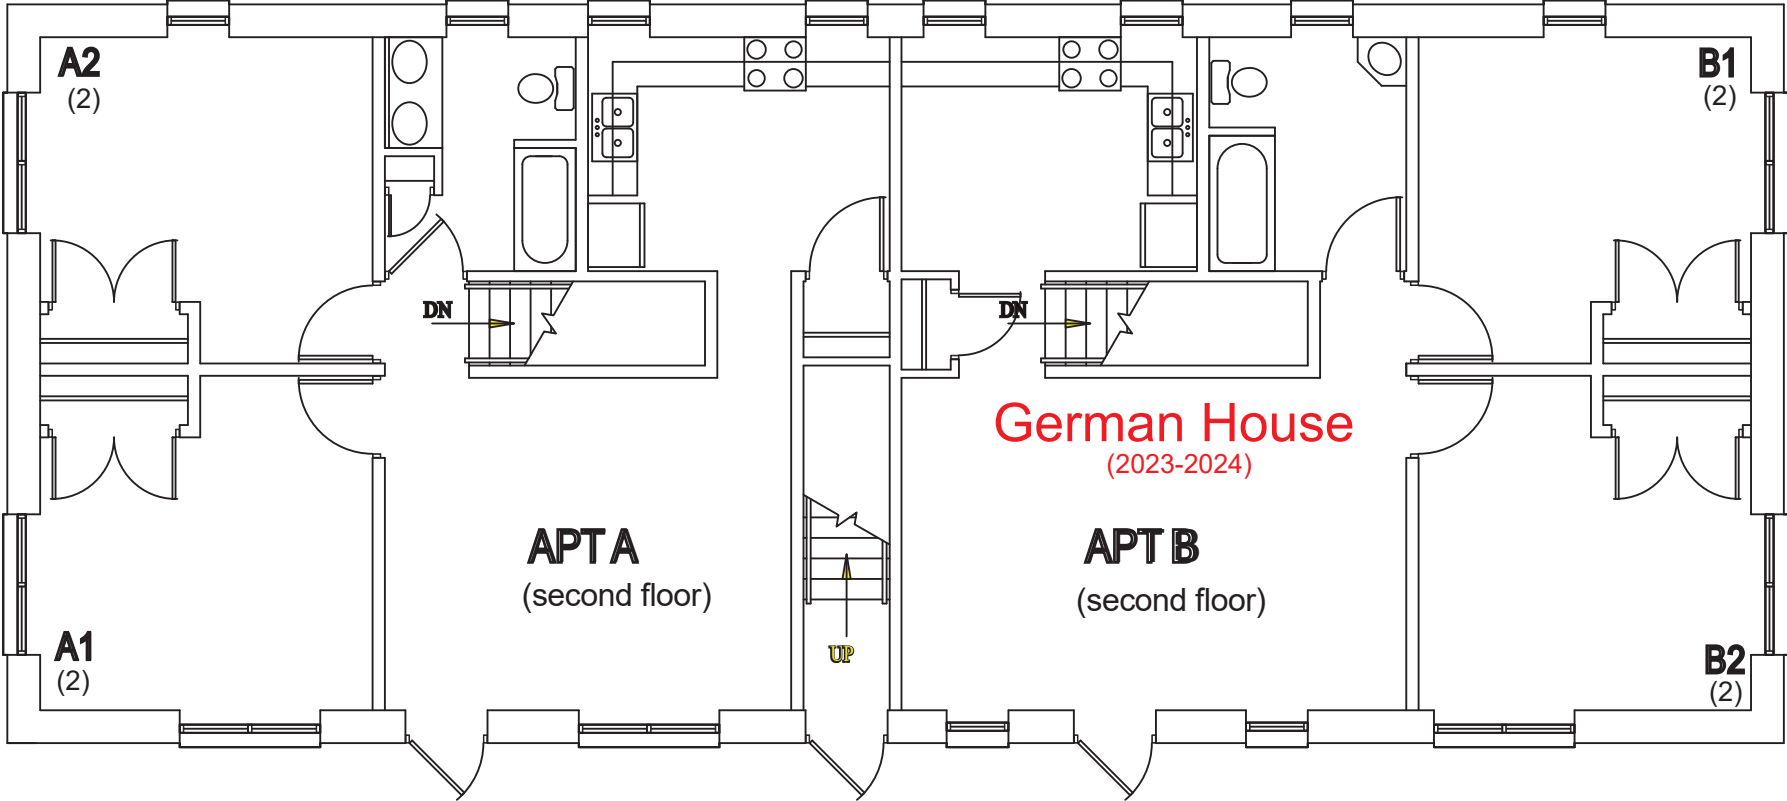 A2
(2)
B1
(2)
DN
DN
German House
(2023-2024)
APT A
(second floor)
APT B
(second floor)
UP
A1
(2)
B2
(2)